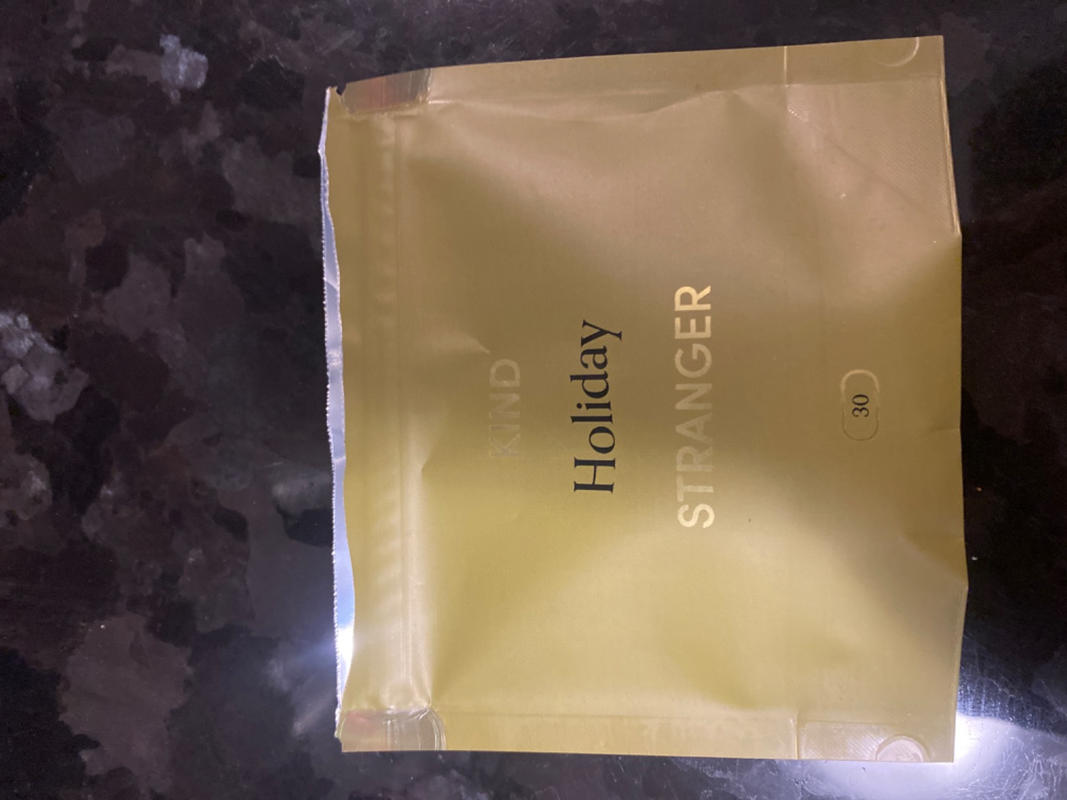 KIND
Holiday
STRANGER
30